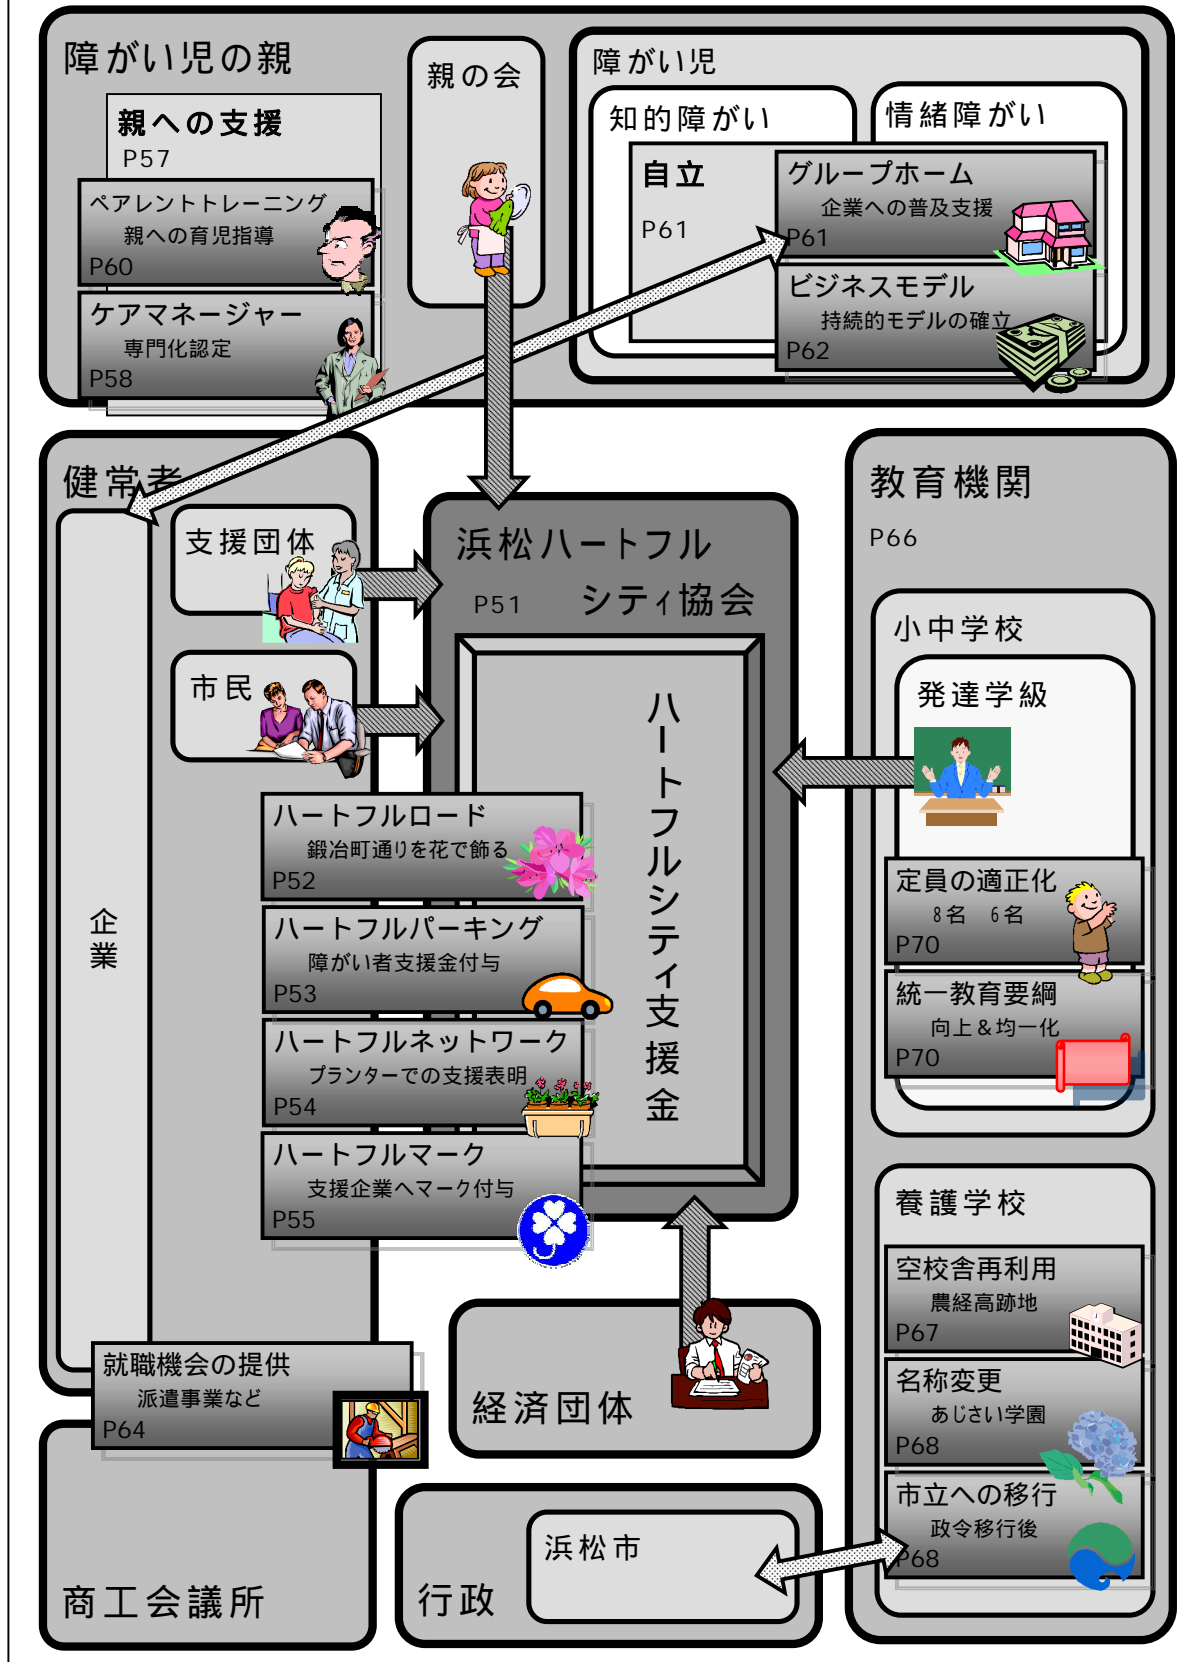 障がい児の親
親への支援
P57
ペアレントトレーニング
親への育児指導
P60
ケアマネージャー
専門化認定
P58
親の会
障がい児
知的障がい
情緒障がい
自立
P61
グループホーム
企業への普及支援
P61
ビジネスモデル
持続的モデルの確立
P62
健常者
企業
支援団体
市民
浜松ハートフル
シティ協会
P51
ハートフルシティ支援金
ハートフルロード
鍛冶町通りを花で飾る
P52
ハートフルパーキング
障がい者支援金付与
P53
ハートフルネットワーク
プランターでの支援表明
P54
ハートフルマーク
支援企業へマーク付与
P55
就職機会の提供
派遣事業など
P64
商工会議所
経済団体
行政
浜松市
教育機関
P66
小中学校
発達学級
定員の適正化
8名 6名
P70
統一教育要綱
向上＆均一化
P70
養護学校
空校舎再利用
農経高跡地
P67
名称変更
あじさい学園
P68
市立への移行
政令移行後
P68